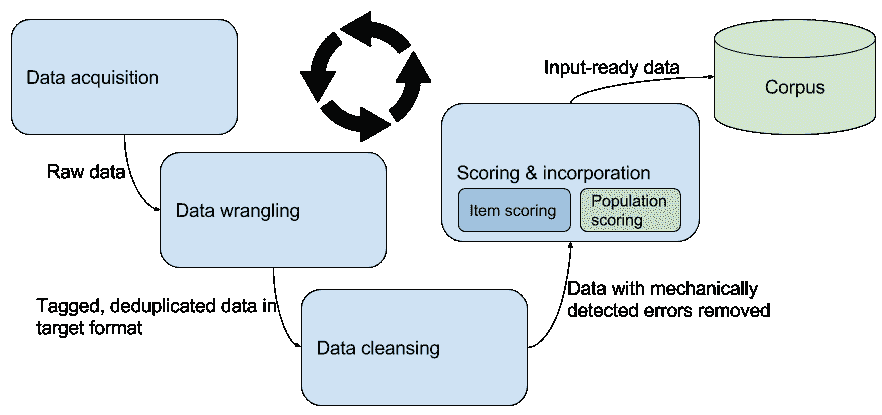 Data acquisition
Raw data
Data wrangling
Tagged, deduplicated data in
target format
Data cleansing
Data with mechanically
detected errors removed
Scoring & incorporation
Item scoring
Population
scoring
Input-ready data
Corpus